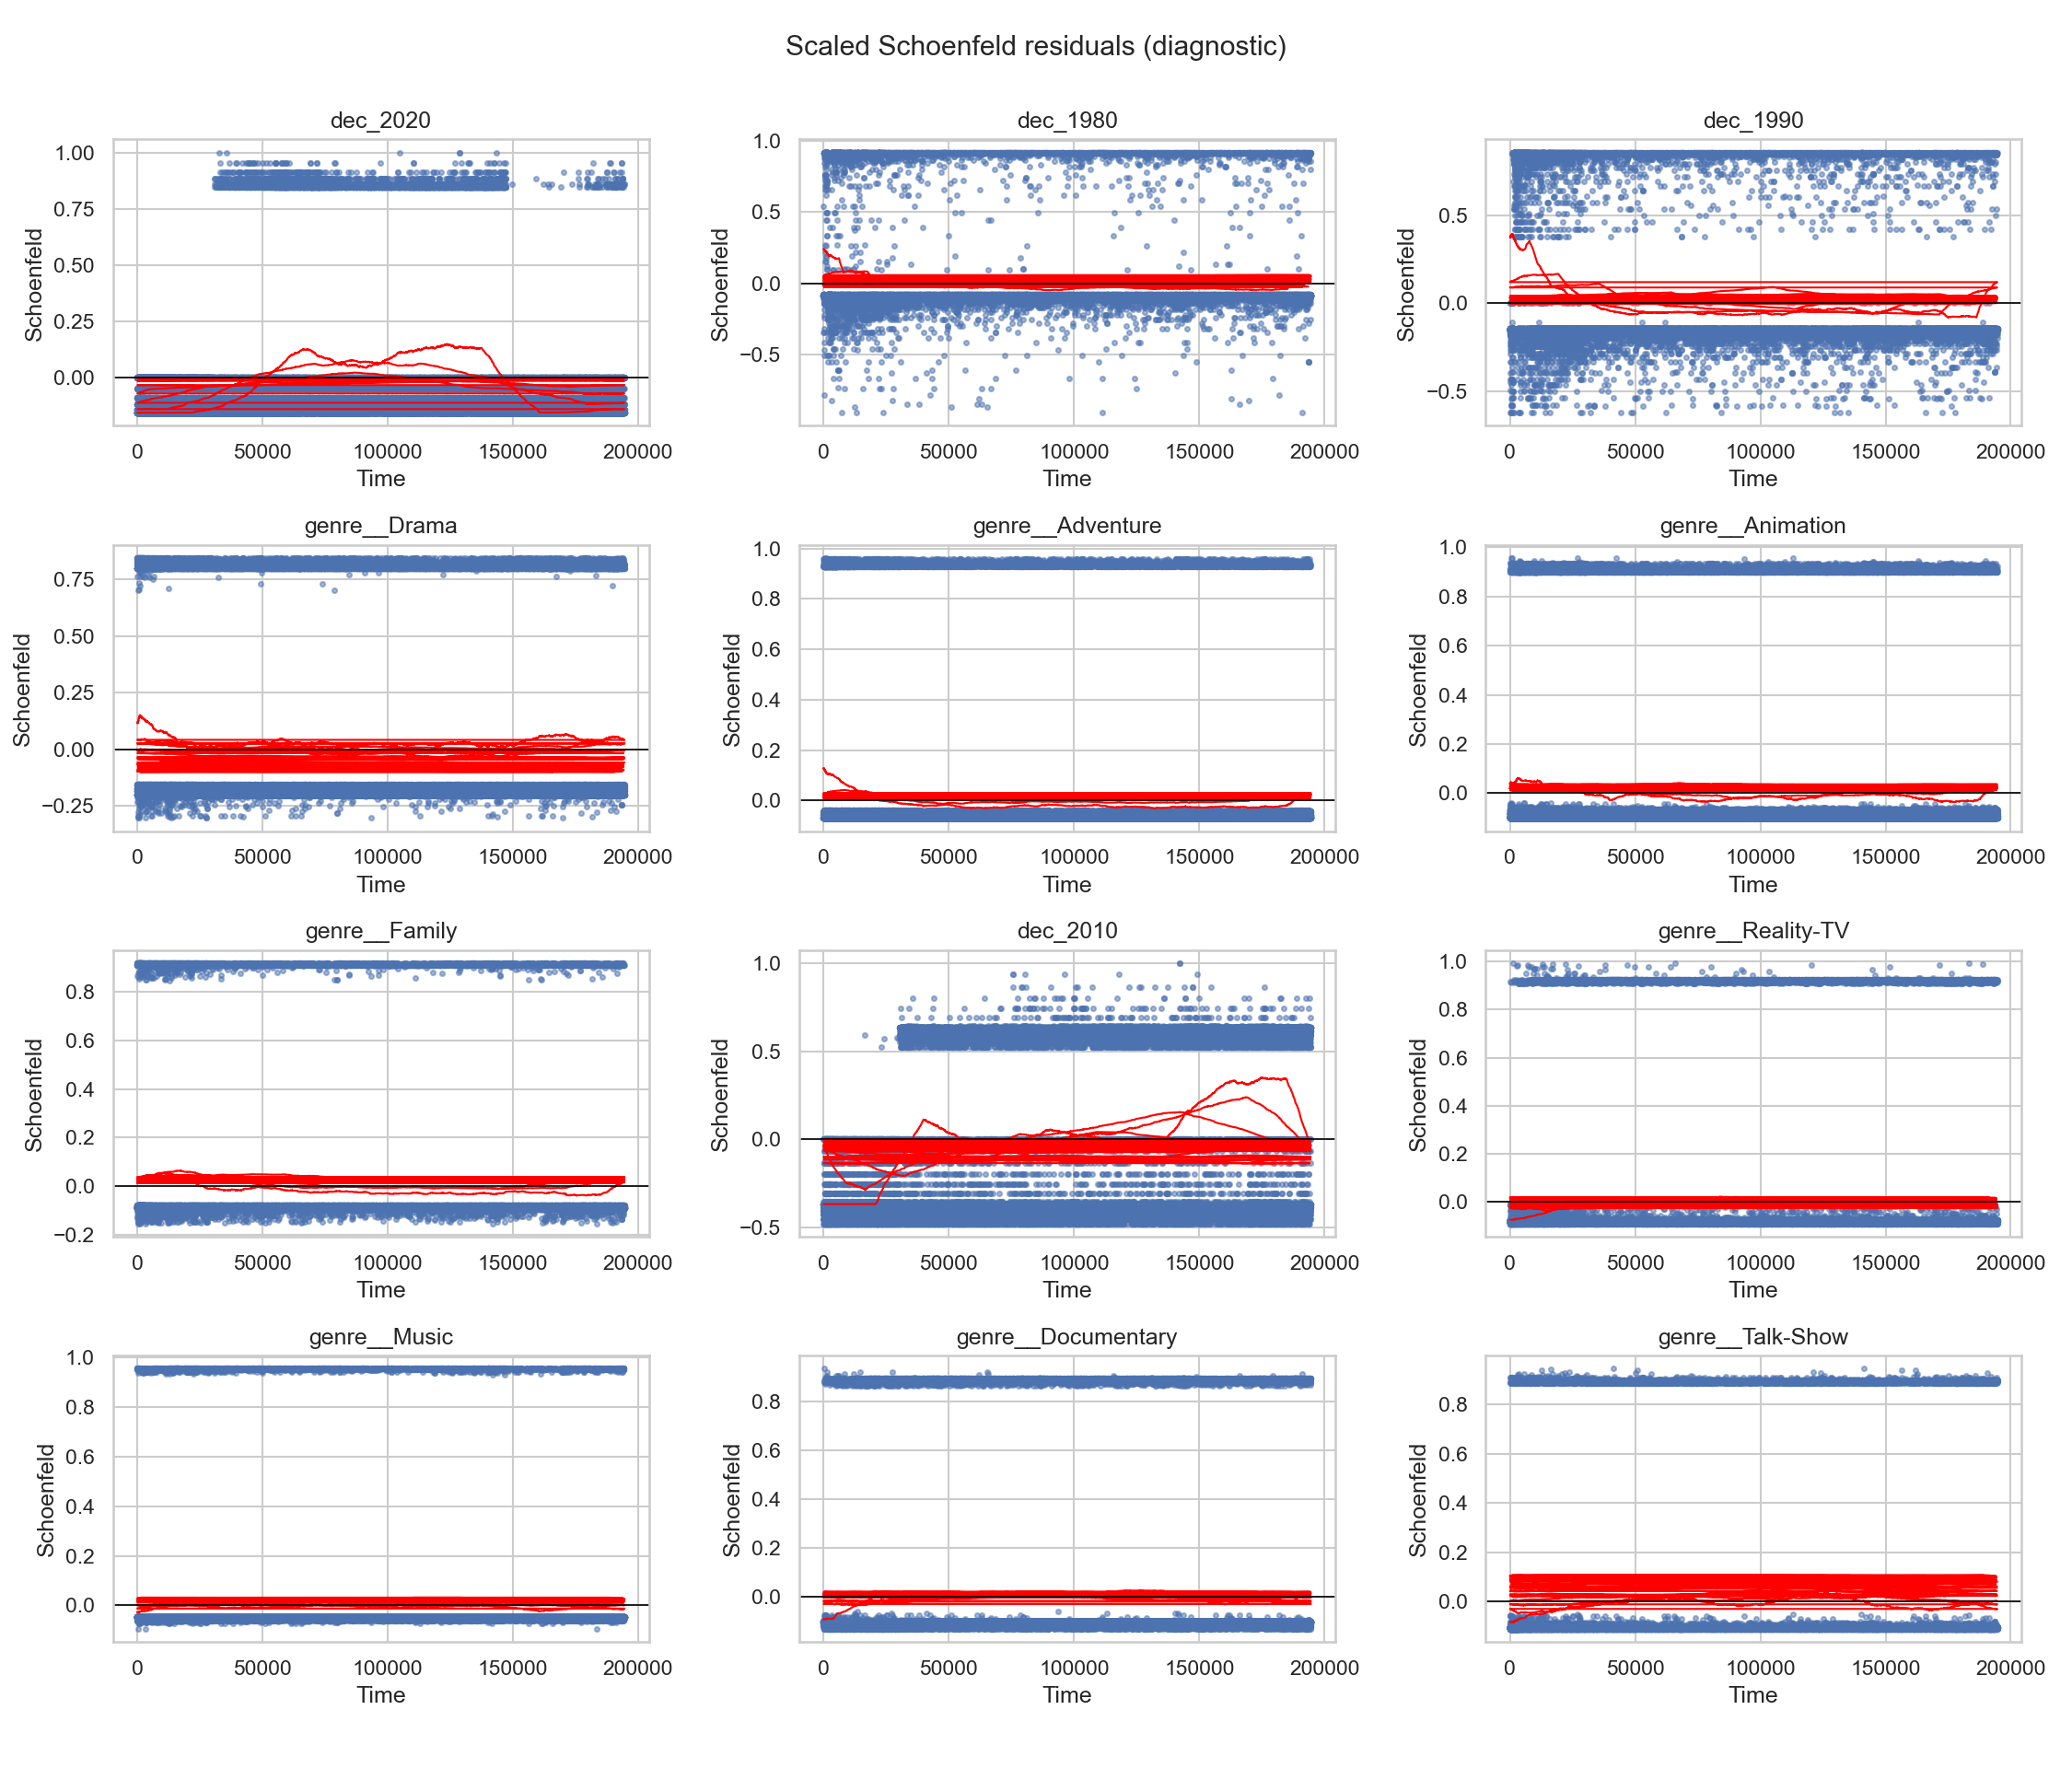 Scaled Schoenfeld residuals (diagnostic)
dec_2020 dec_1980 dec_1990
1.00
0.75
0.50
0.25
0.00
Schoenfeld
0 50000 100000 150000 200000
Time
1.0
0.5
0.0
−0.5
Schoenfeld
0 50000 100000 150000 200000
Time
0.5
0.0
−0.5
Schoenfeld
0 50000 100000 150000 200000
Time
genre__Drama genre__Adventure genre__Animation
0.75
0.50
0.25
0.00
−0.25
Schoenfeld
0 50000 100000 150000 200000
Time
1.0
0.8
0.6
0.4
0.2
0.0
Schoenfeld
0 50000 100000 150000 200000
Time
1.0
0.8
0.6
0.4
0.2
0.0
Schoenfeld
0 50000 100000 150000 200000
Time
genre__Family dec_2010 genre__Reality-TV
0.8
0.6
0.4
0.2
0.0
−0.2
Schoenfeld
0 50000 100000 150000 200000
Time
1.0
0.5
0.0
−0.5
Schoenfeld
0 50000 100000 150000 200000
Time
1.0
0.8
0.6
0.4
0.2
0.0
Schoenfeld
0 50000 100000 150000 200000
Time
genre__Music genre__Documentary genre__Talk-Show
1.0
0.8
0.6
0.4
0.2
0.0
Schoenfeld
0 50000 100000 150000 200000
Time
0.8
0.6
0.4
0.2
0.0
Schoenfeld
0 50000 100000 150000 200000
Time
0.8
0.6
0.4
0.2
0.0
Schoenfeld
0 50000 100000 150000 200000
Time